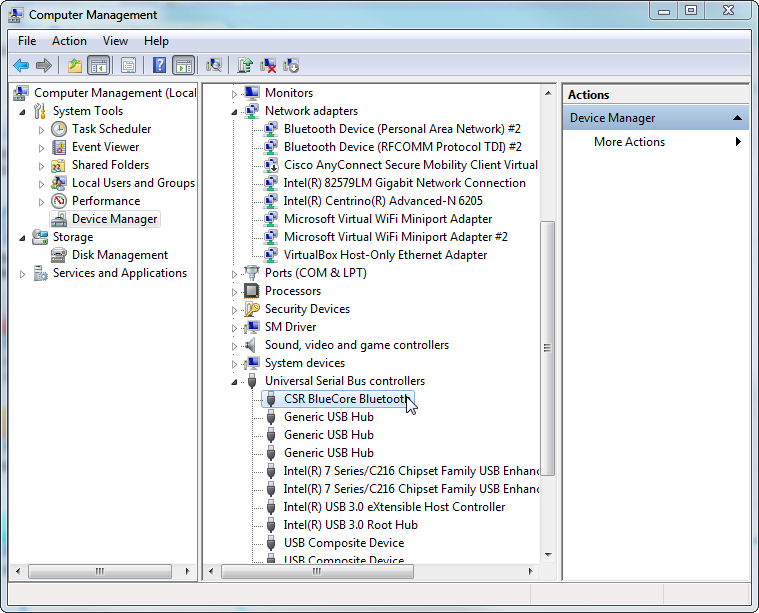 Computer Management
File Action View Help
Computer Management (Local
System Tools
Task Scheduler
Event Viewer
Shared Folders
Local Users and Groups
Performance
Device Manager
Storage
Disk Management
Services and Applications
Monitors
Network adapters
Bluetooth Device (Personal Area Network) #2
Bluetooth Device (RFCOMM Protocol TDI) #2
Cisco AnyConnect Secure Mobility Client Virtual
Intel(R) 82579LM Gigabit Network Connection
Intel(R) Centrino(R) Advanced-N 6205
Microsoft Virtual WiFi Miniport Adapter
Microsoft Virtual WiFi Miniport Adapter #2
VirtualBox Host-Only Ethernet Adapter
Ports (COM & LPT)
Processors
Security Devices
SM Driver
Sound, video and game controllers
System devices
Universal Serial Bus controllers
CSR BlueCore Bluetooth
Generic USB Hub
Generic USB Hub
Generic USB Hub
Intel(R) 7 Series/C216 Chipset Family USB Enhanc
Intel(R) 7 Series/C216 Chipset Family USB Enhanc
Intel(R) USB 3.0 eXtensible Host Controller
Intel(R) USB 3.0 Root Hub
USB Composite Device
USB Composite Device
Actions
Device Manager
More Actions